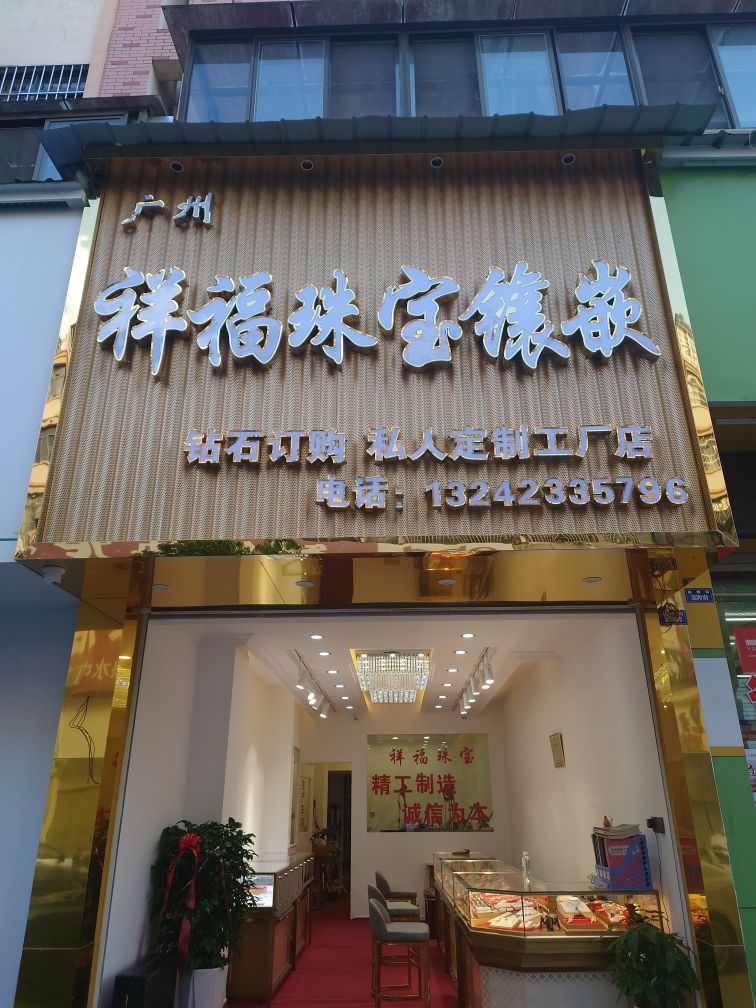 广州
祥福珠宝镶嵌
钻石订购 私人定制工厂店
电话：13242335796
祥福珠宝
精工制造
诚信为本